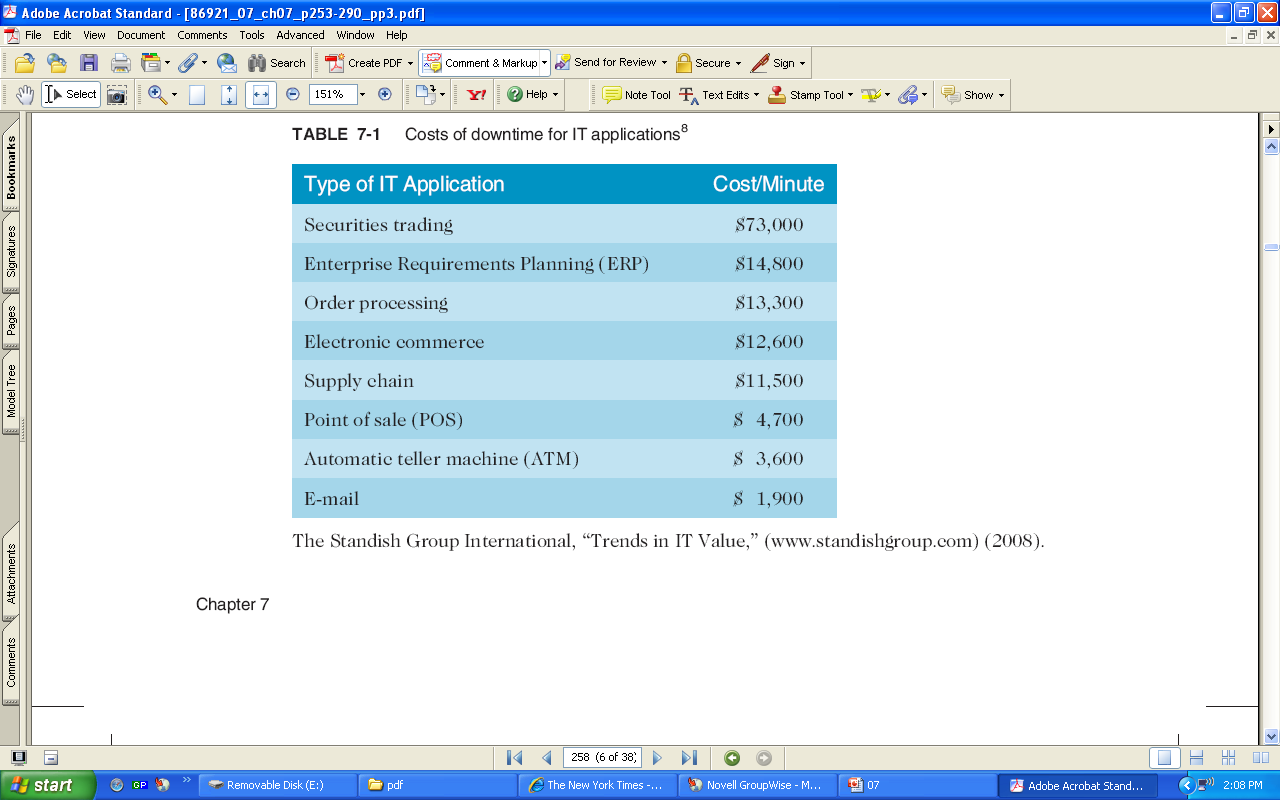 Adobe Acrobat Standard - [86921_07_ch07_p253-290_pp3.pdf]
File Edit View Document Comments Tools Advanced Window Help
Search Create PDF Comment & Markup Send for Review Secure Sign
Select 151% Y! Help Note Tool Text Edits Stamp Tool Show
Bookmarks
Signatures
Pages
Model Tree
Attachments
Comments
TABLE 7-1 Costs of downtime for IT applications8
Type of IT Application Cost/Minute
Securities trading $73,000
Enterprise Requirements Planning (ERP) $14,800
Order processing $13,300
Electronic commerce $12,600
Supply chain $11,500
Point of sale (POS) $ 4,700
Automatic teller machine (ATM) $ 3,600
E-mail $ 1,900
The Standish Group International, “Trends in IT Value,” (www.standishgroup.com) (2008).
Chapter 7
258 (6 of 38)
start GP Removable Disk (E:) pdf The New York Times -... Novell GroupWise - M... 07 Adobe Acrobat Stand... 2:08 PM